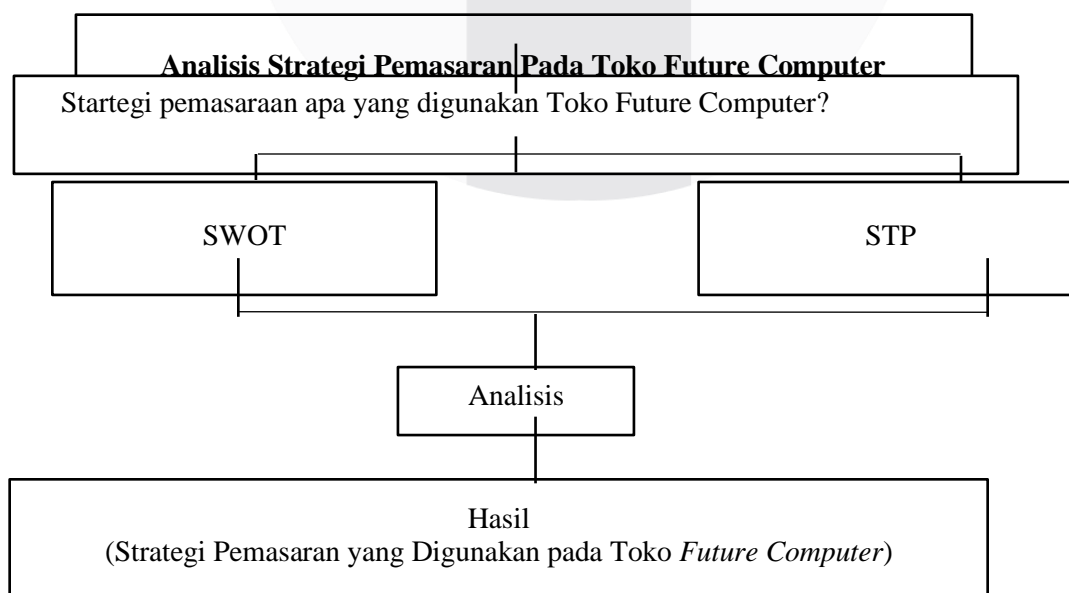 Analisis Strategi Pemasaran Pada Toko Future Computer
Startegi pemasaraan apa yang digunakan Toko Future Computer?
SWOT
STP
Analisis
Hasil
(Strategi Pemasaran yang Digunakan pada Toko Future Computer)